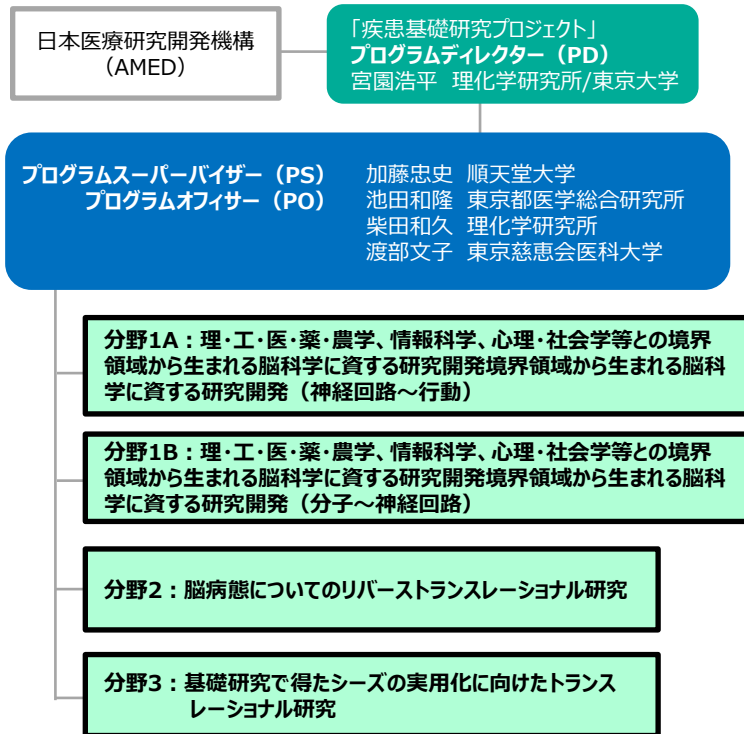 日本医療研究開発機構
（AMED）
「疾患基礎研究プロジェクト」
プログラムディレクター（PD）
宮園浩平 理化学研究所/東京大学
プログラムスーパーバイザー（PS） 加藤忠史 順天堂大学
プログラムオフィサー（PO） 池田和隆 東京都医学総合研究所
柴田和久 理化学研究所
渡部文子 東京慈恵会医科大学
分野1A：理・工・医・薬・農学、情報科学、心理・社会学等との境界
領域から生まれる脳科学に資する研究開発境界領域から生まれる脳科
学に資する研究開発（神経回路～行動）
分野1B：理・工・医・薬・農学、情報科学、心理・社会学等との境界
領域から生まれる脳科学に資する研究開発境界領域から生まれる脳科
学に資する研究開発（分子～神経回路）
分野2：脳病態についてのリバーストランスレーショナル研究
分野3：基礎研究で得たシーズの実用化に向けたトランス
レーショナル研究